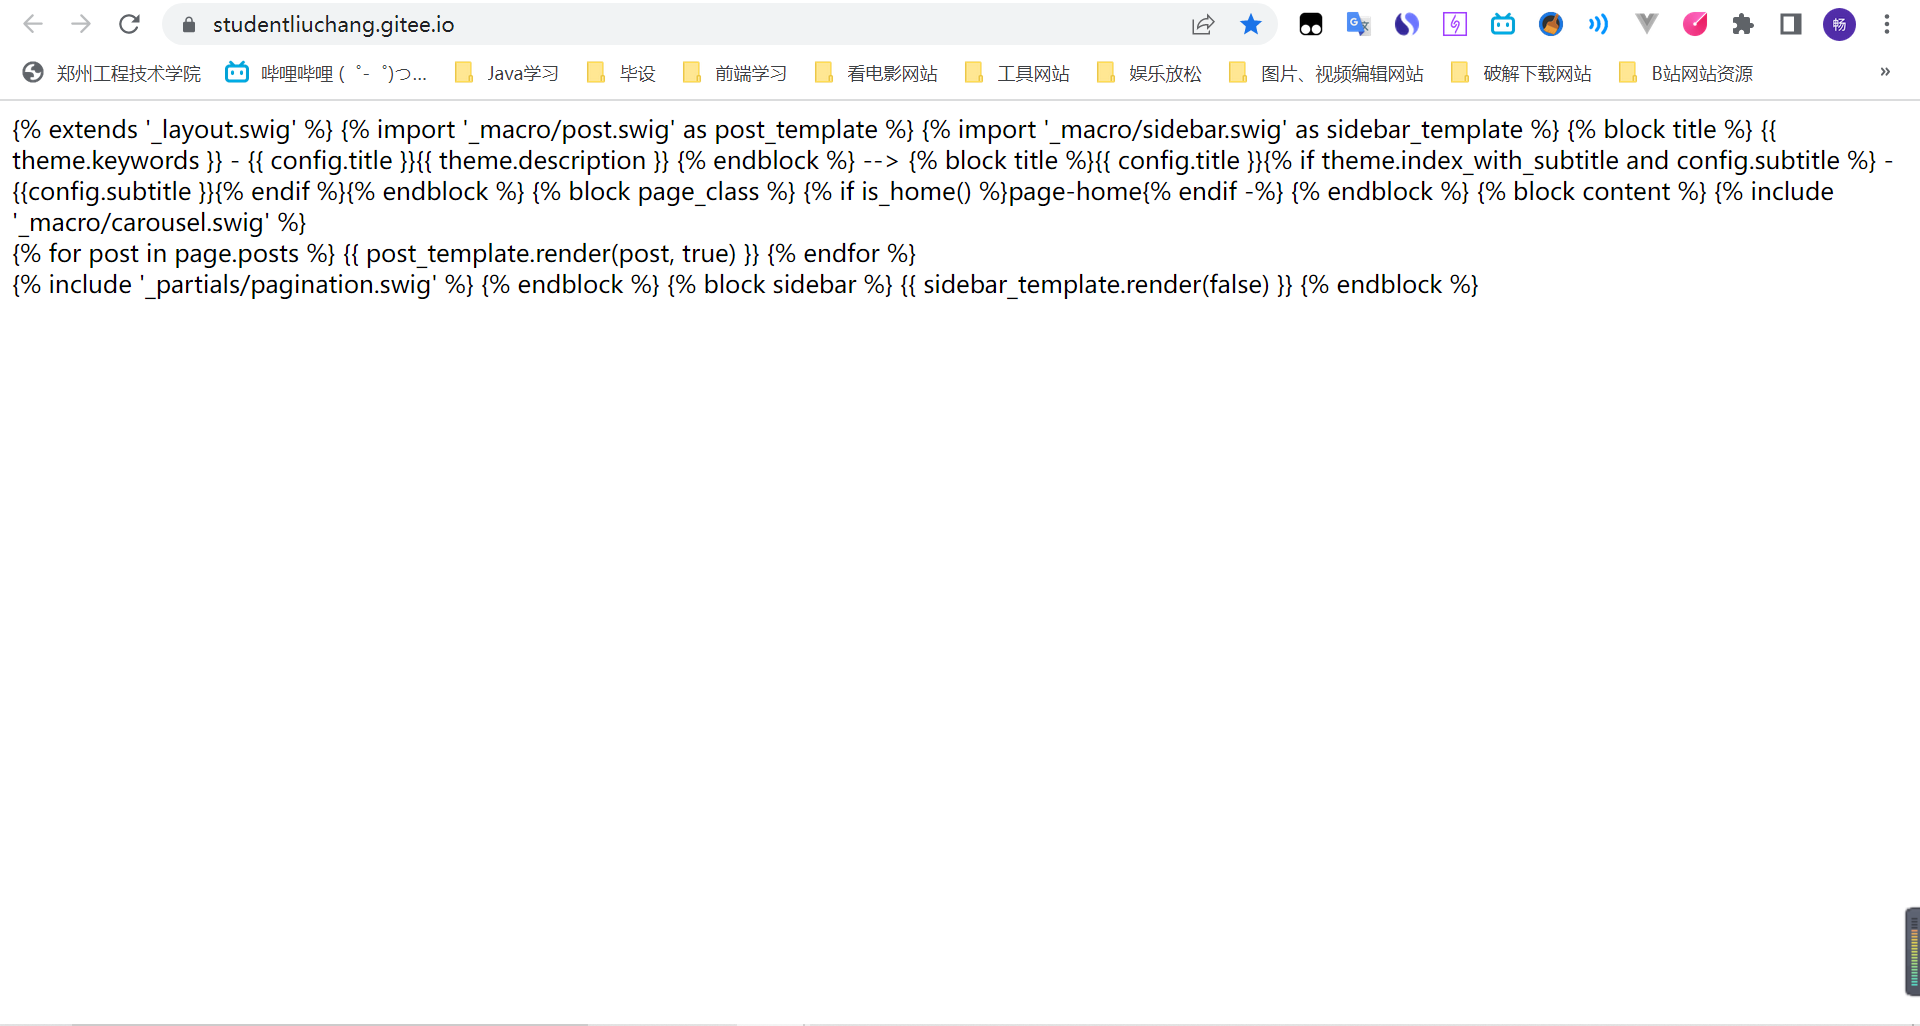 studentliuchang.gitee.io
畅
郑州工程技术学院 哔哩哔哩 (゜-゜)つ... Java学习 毕设 前端学习 看电影网站 工具网站 娱乐放松 图片、视频编辑网站 破解下载网站 B站网站资源 »
{% extends '_layout.swig' %} {% import '_macro/post.swig' as post_template %} {% import '_macro/sidebar.swig' as sidebar_template %} {% block title %} {{
theme.keywords }} - {{ config.title }}{{ theme.description }} {% endblock %} --> {% block title %}{{ config.title }}{% if theme.index_with_subtitle and config.subtitle %} -
{{config.subtitle }}{% endif %}{% endblock %} {% block page_class %} {% if is_home() %}page-home{% endif -%} {% endblock %} {% block content %} {% include
'_macro/carousel.swig' %}
{% for post in page.posts %} {{ post_template.render(post, true) }} {% endfor %}
{% include '_partials/pagination.swig' %} {% endblock %} {% block sidebar %} {{ sidebar_template.render(false) }} {% endblock %}